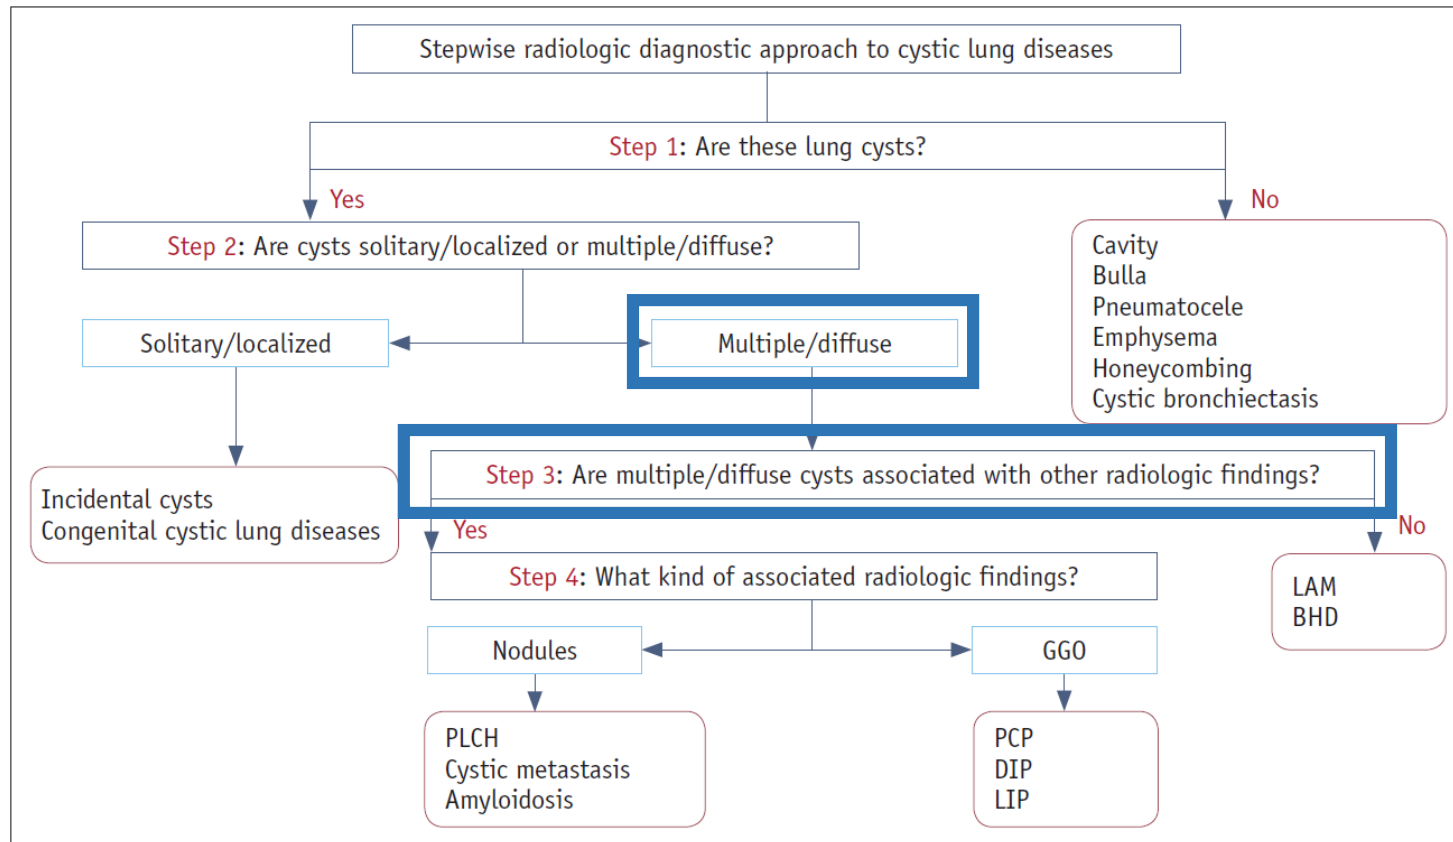 Stepwise radiologic diagnostic approach to cystic lung diseases
Step 1: Are these lung cysts?
Yes
No
Step 2: Are cysts solitary/localized or multiple/diffuse?
Cavity
Bulla
Pneumatocele
Emphysema
Honeycombing
Cystic bronchiectasis
Solitary/localized
Multiple/diffuse
Step 3: Are multiple/diffuse cysts associated with other radiologic findings?
Incidental cysts
Congenital cystic lung diseases
Yes
No
Step 4: What kind of associated radiologic findings?
LAM
BHD
Nodules
GGO
PLCH
Cystic metastasis
Amyloidosis
PCP
DIP
LIP